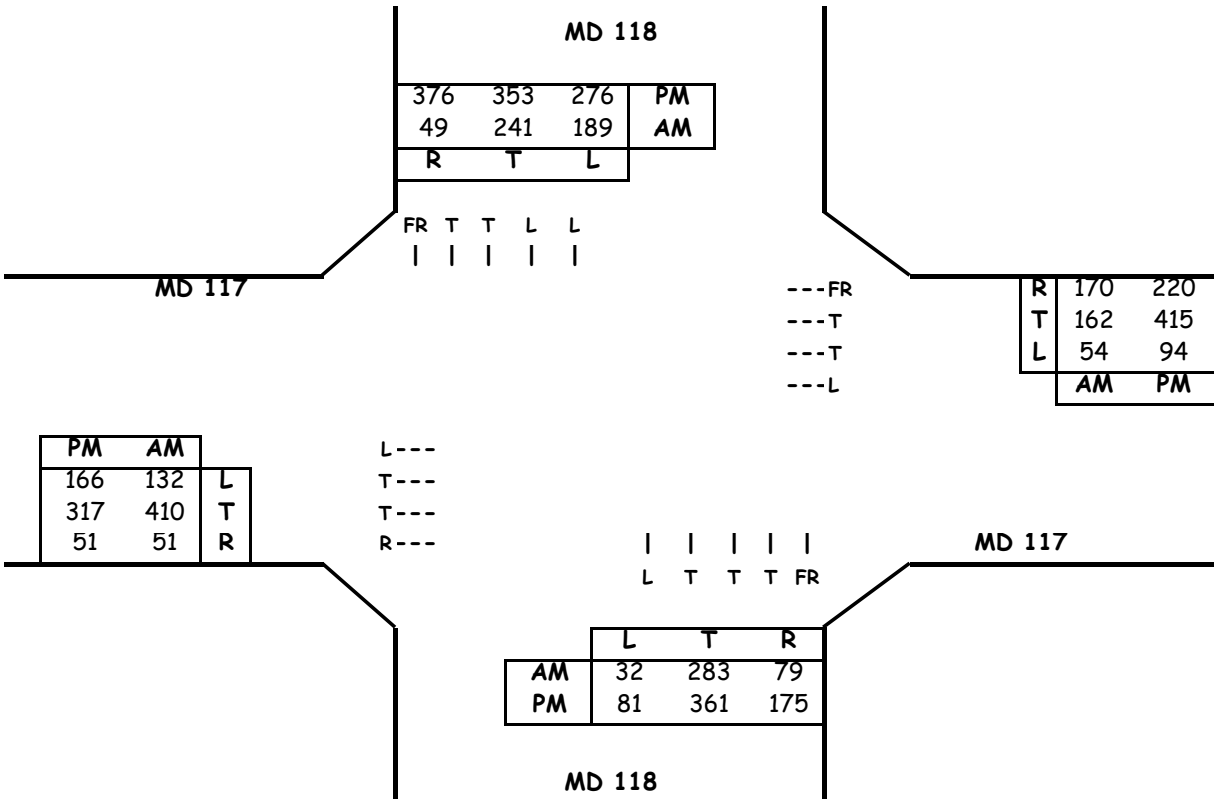 MD 118
376 353 276 PM
49 241 189 AM
R T L
FR T T L L
| | | | |
MD 117
---FR
---T
---T
---L
R 170 220
T 162 415
L 54 94
AM PM
PM AM
166 132 L
317 410 T
51 51 R
L---
T---
T---
R---
| | | | |
L T T T FR
MD 117
L T R
AM 32 283 79
PM 81 361 175
MD 118